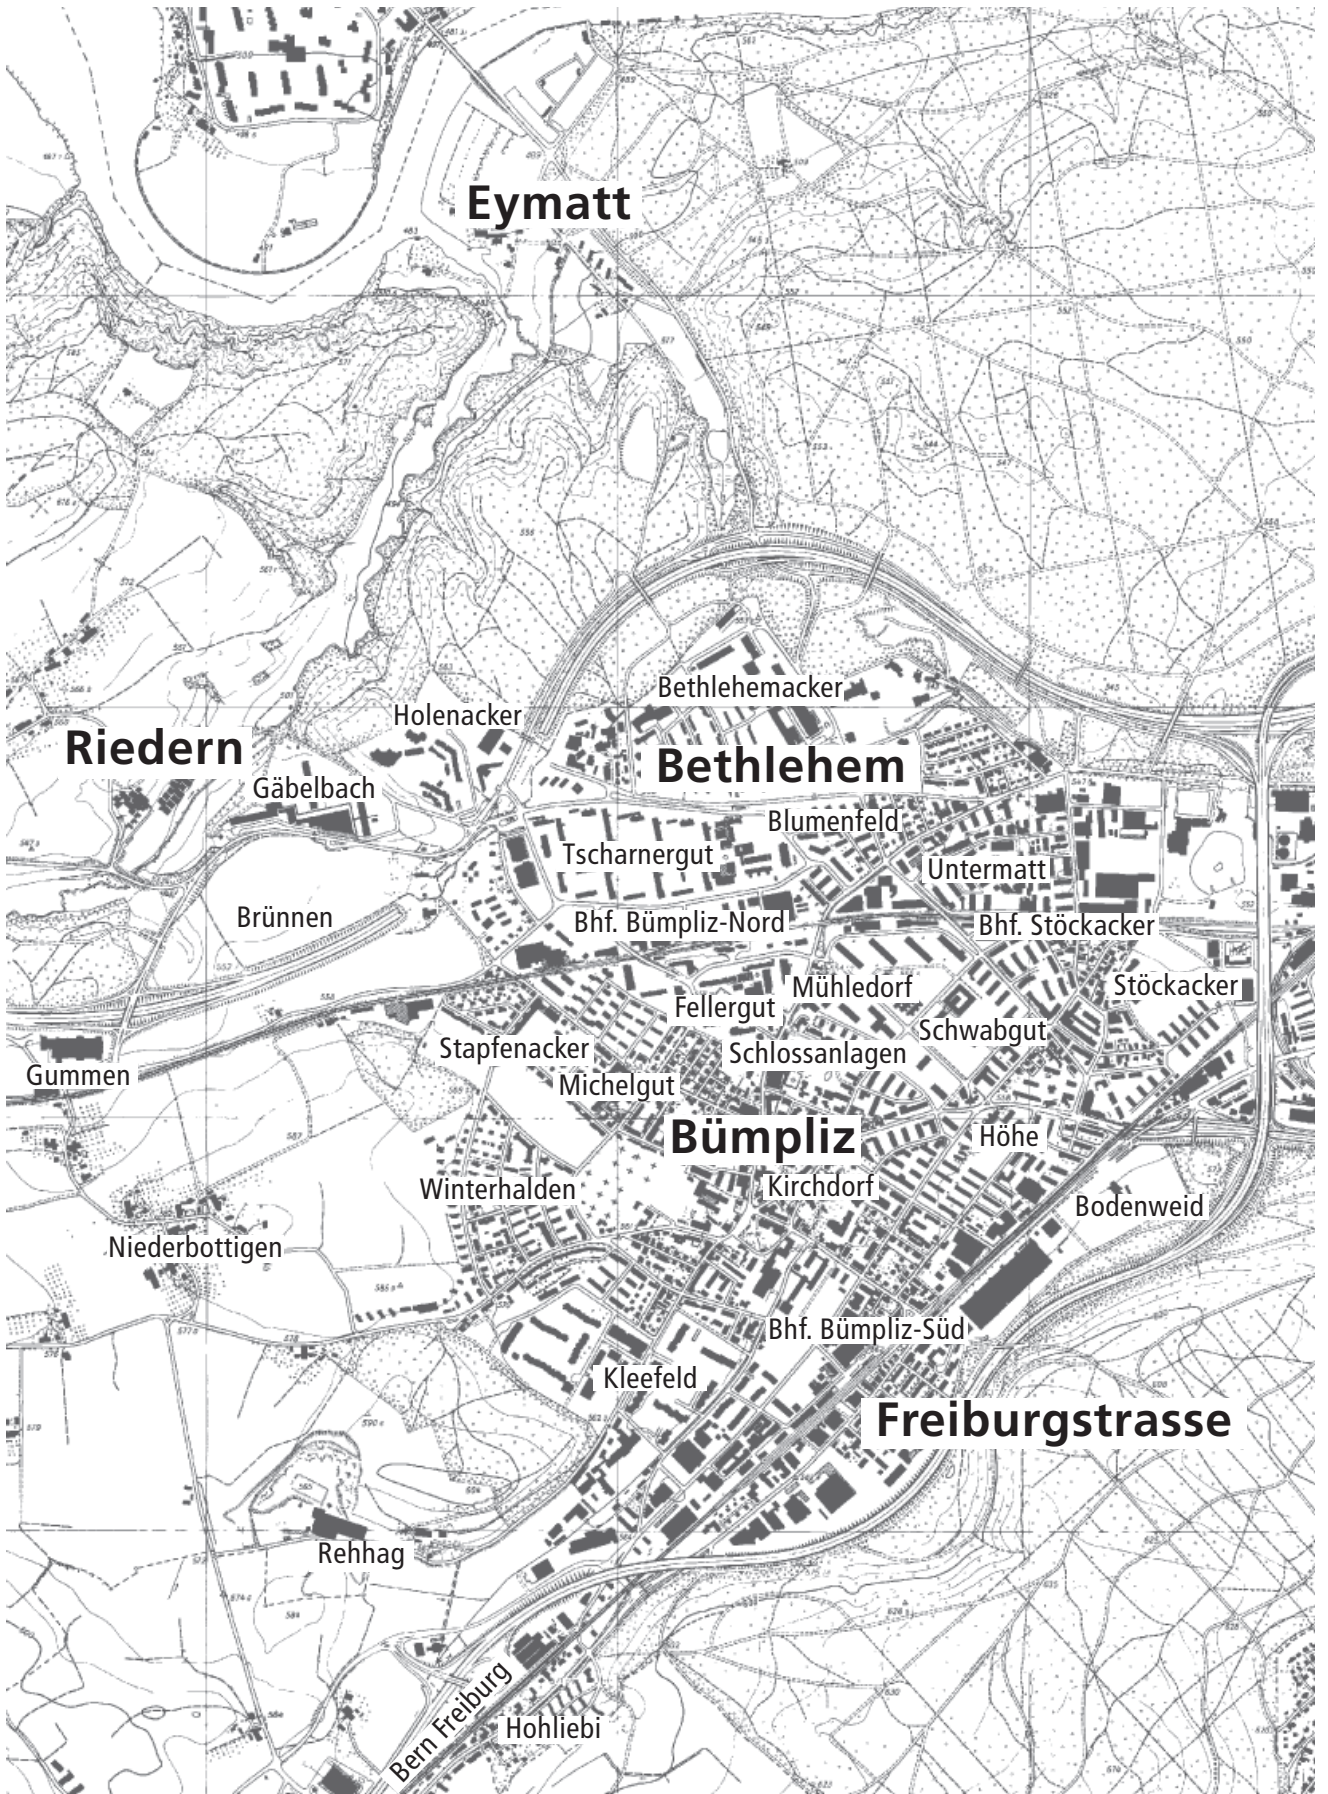 Eymatt
Bethlehemacker
Holenacker
Riedern
Bethlehem
Gäbelbach
Blumenfeld
Tscharnergut
Untermatt
Brünnen
Bhf. Bümpliz-Nord
Bhf. Stöckacker
Mühledorf
Stöckacker
Fellergut
Schwabgut
Stapfenacker
Schlossanlagen
Gummen
Michelgut
Bümpliz
Höhe
Winterhalden
Kirchdorf
Bodenweid
Niederbottigen
Bhf. Bümpliz-Süd
Kleefeld
Freiburgstrasse
Rehhag
Bern Freiburg
Hohliebi